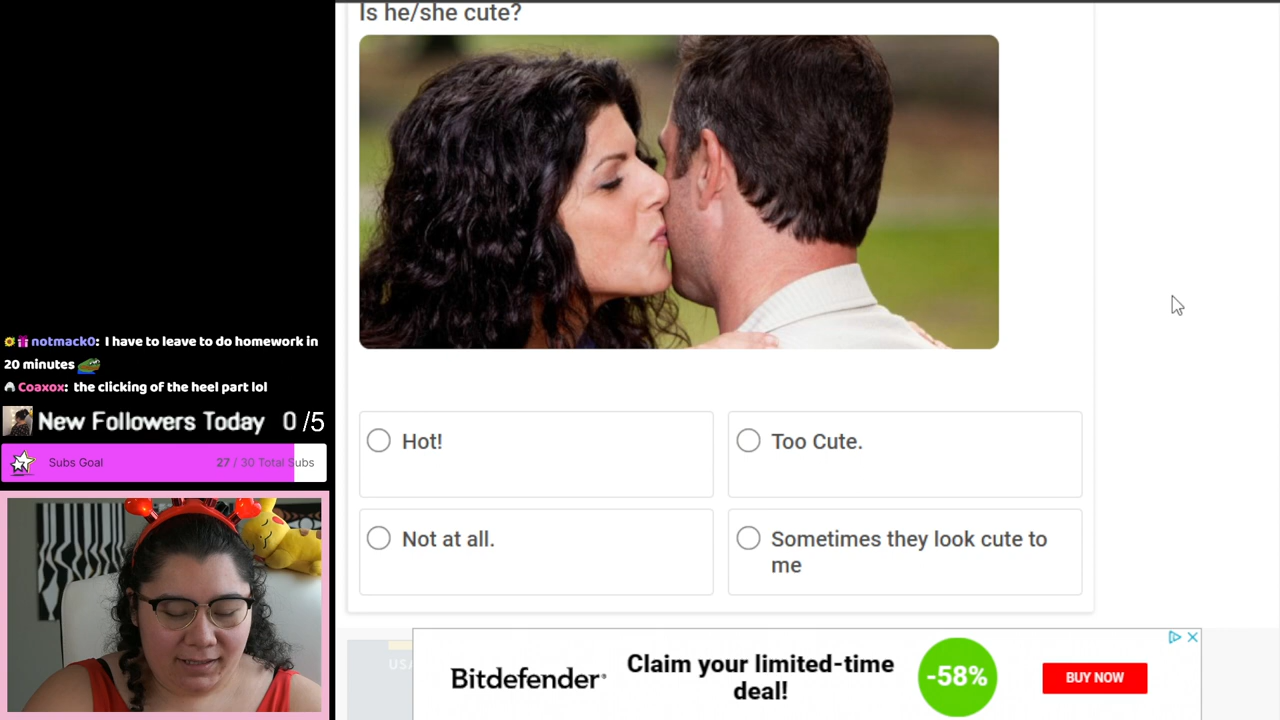 Is he/she cute?
notmack0: I have to leave to do homework in
20 minutes
Coaxox: the clicking of the heel part lol
New Followers Today 0 /5
Subs Goal 27 / 30 Total Subs
Hot!
Too Cute.
Not at all.
Sometimes they look cute to
me
USA
Bitdefender®
Claim your limited-time
deal!
-58%
BUY NOW